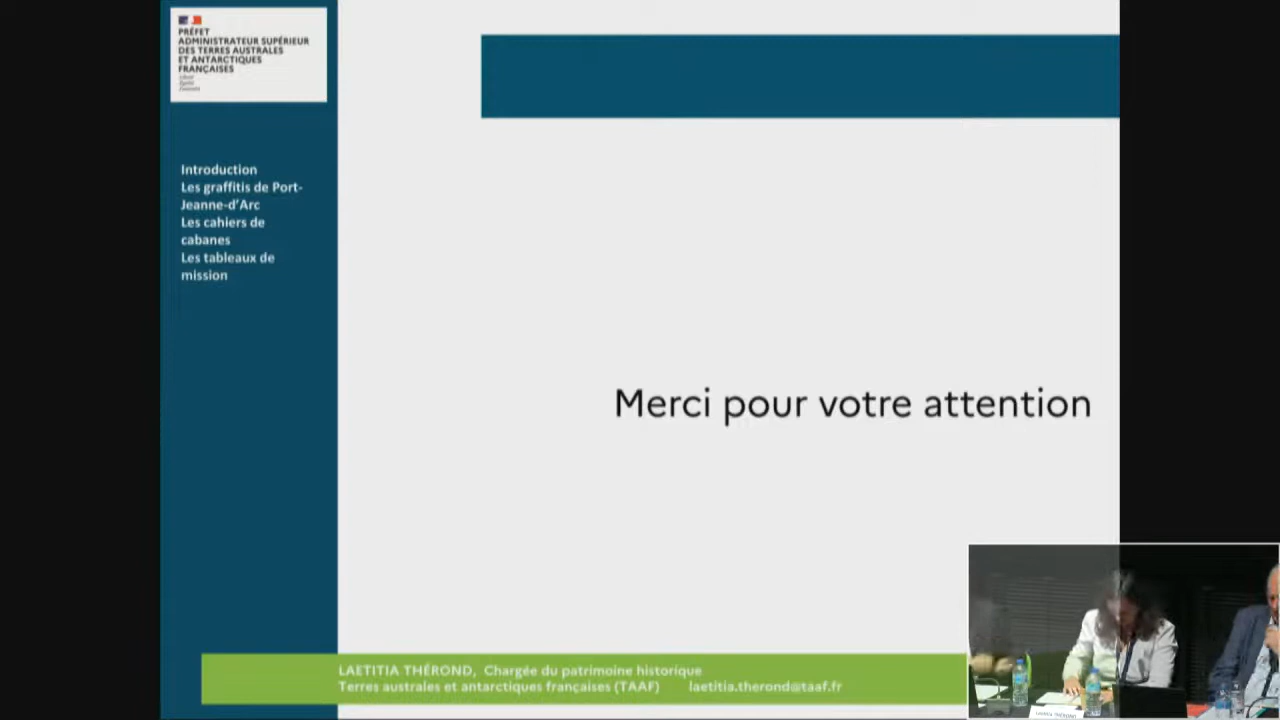 PRÉFET
ADMINISTRATEUR SUPÉRIEUR
DES TERRES AUSTRALES
ET ANTARCTIQUES
FRANÇAISES
Introduction
Les graffitis de Port-
Jeanne-d'Arc
Les cahiers de
cabanes
Les tableaux de
mission
Merci pour votre attention
LAETITIA THÉROND, Chargée du patrimoine historique
Terres australes et antarctiques françaises (TAAF) laetitia.therond@taaf.fr